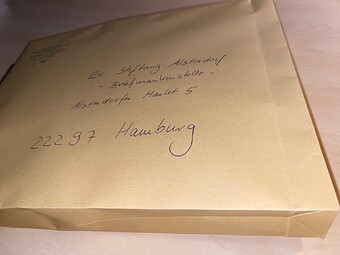 Ev. Stiftung Alsterdorf
- Briefmarkenstelle -
Alsterdorfer Markt 5
22297 Hamburg